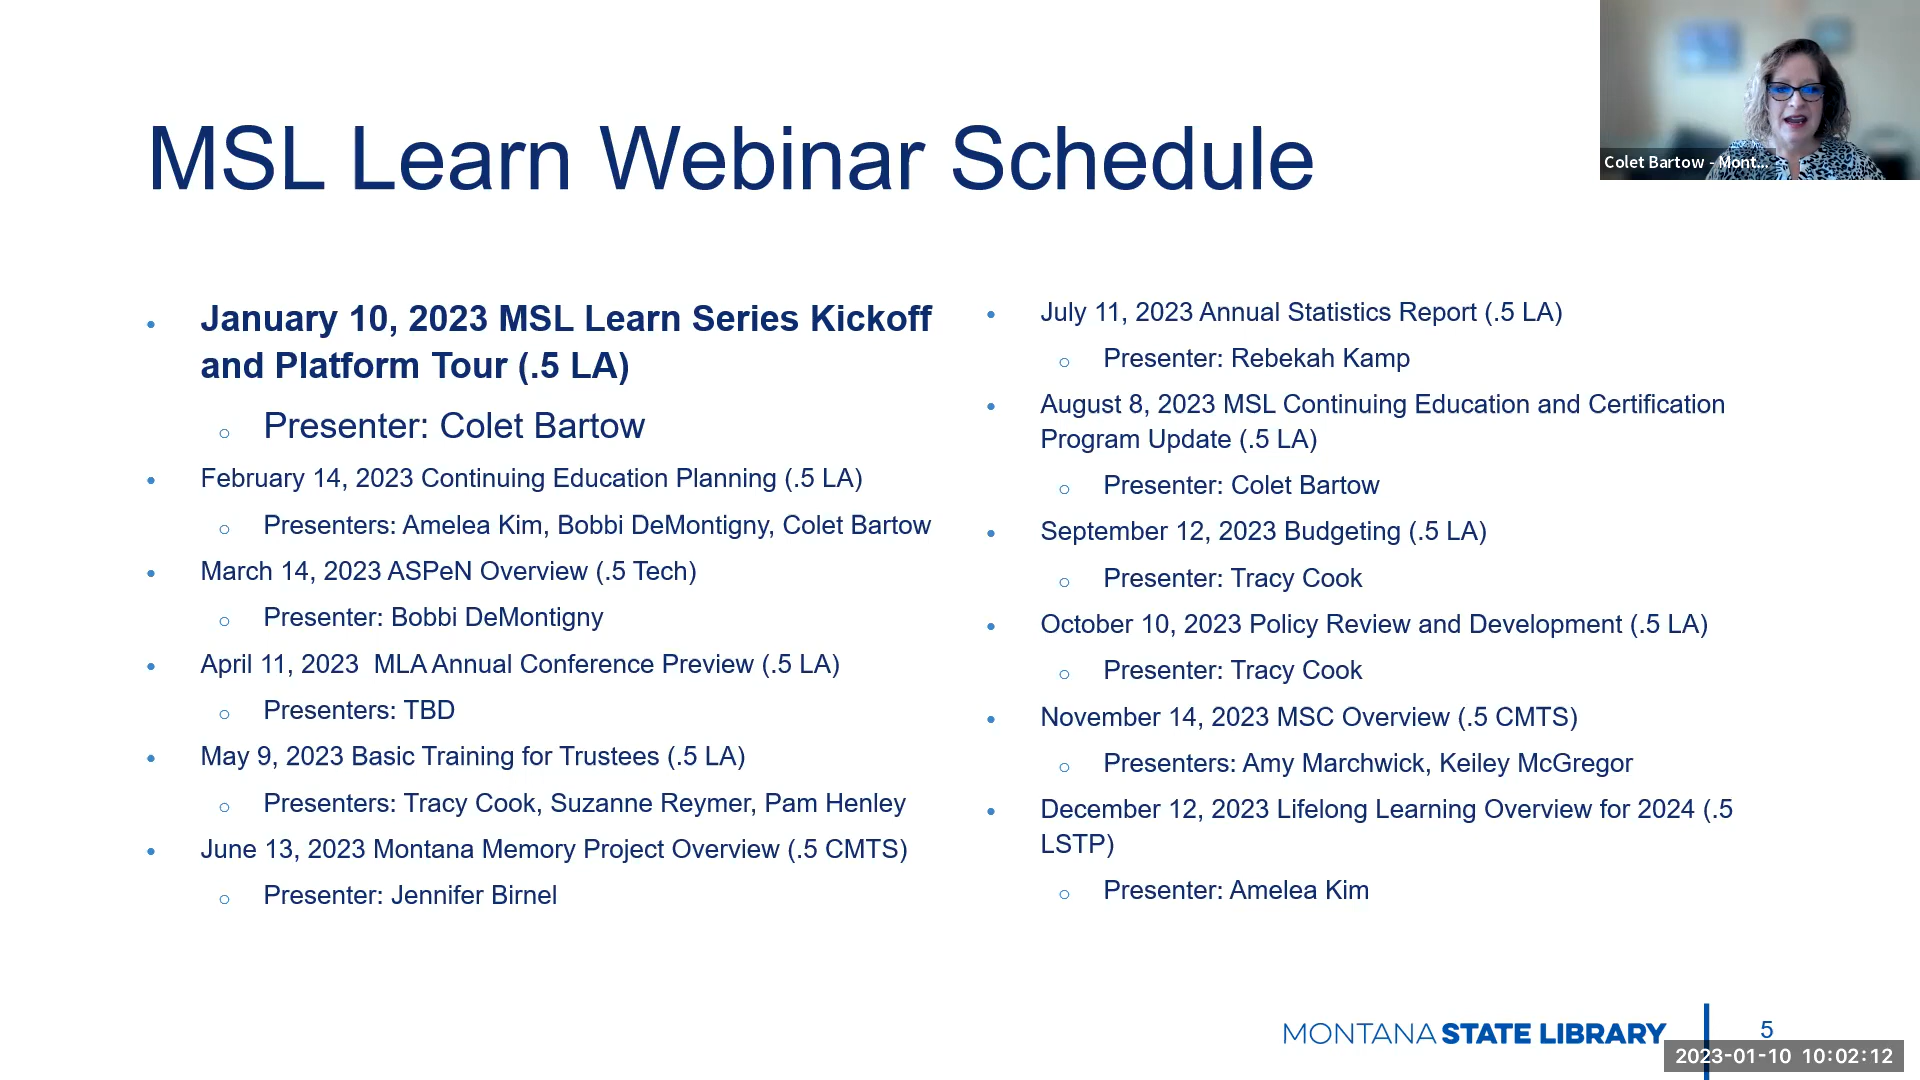 MSL Learn Webinar Schedule
Colet Bartow - Mont...
• January 10, 2023 MSL Learn Series Kickoff
and Platform Tour (.5 LA)
○ Presenter: Colet Bartow
• February 14, 2023 Continuing Education Planning (.5 LA)
○ Presenters: Amelea Kim, Bobbi DeMontigny, Colet Bartow
• March 14, 2023 ASPeN Overview (.5 Tech)
○ Presenter: Bobbi DeMontigny
• April 11, 2023  MLA Annual Conference Preview (.5 LA)
○ Presenters: TBD
• May 9, 2023 Basic Training for Trustees (.5 LA)
○ Presenters: Tracy Cook, Suzanne Reymer, Pam Henley
• June 13, 2023 Montana Memory Project Overview (.5 CMTS)
○ Presenter: Jennifer Birnel
• July 11, 2023 Annual Statistics Report (.5 LA)
○ Presenter: Rebekah Kamp
• August 8, 2023 MSL Continuing Education and Certification
Program Update (.5 LA)
○ Presenter: Colet Bartow
• September 12, 2023 Budgeting (.5 LA)
○ Presenter: Tracy Cook
• October 10, 2023 Policy Review and Development (.5 LA)
○ Presenter: Tracy Cook
• November 14, 2023 MSC Overview (.5 CMTS)
○ Presenters: Amy Marchwick, Keiley McGregor
• December 12, 2023 Lifelong Learning Overview for 2024 (.5
LSTP)
○ Presenter: Amelea Kim
MONTANA STATE LIBRARY
5
2023-01-10 10:02:12